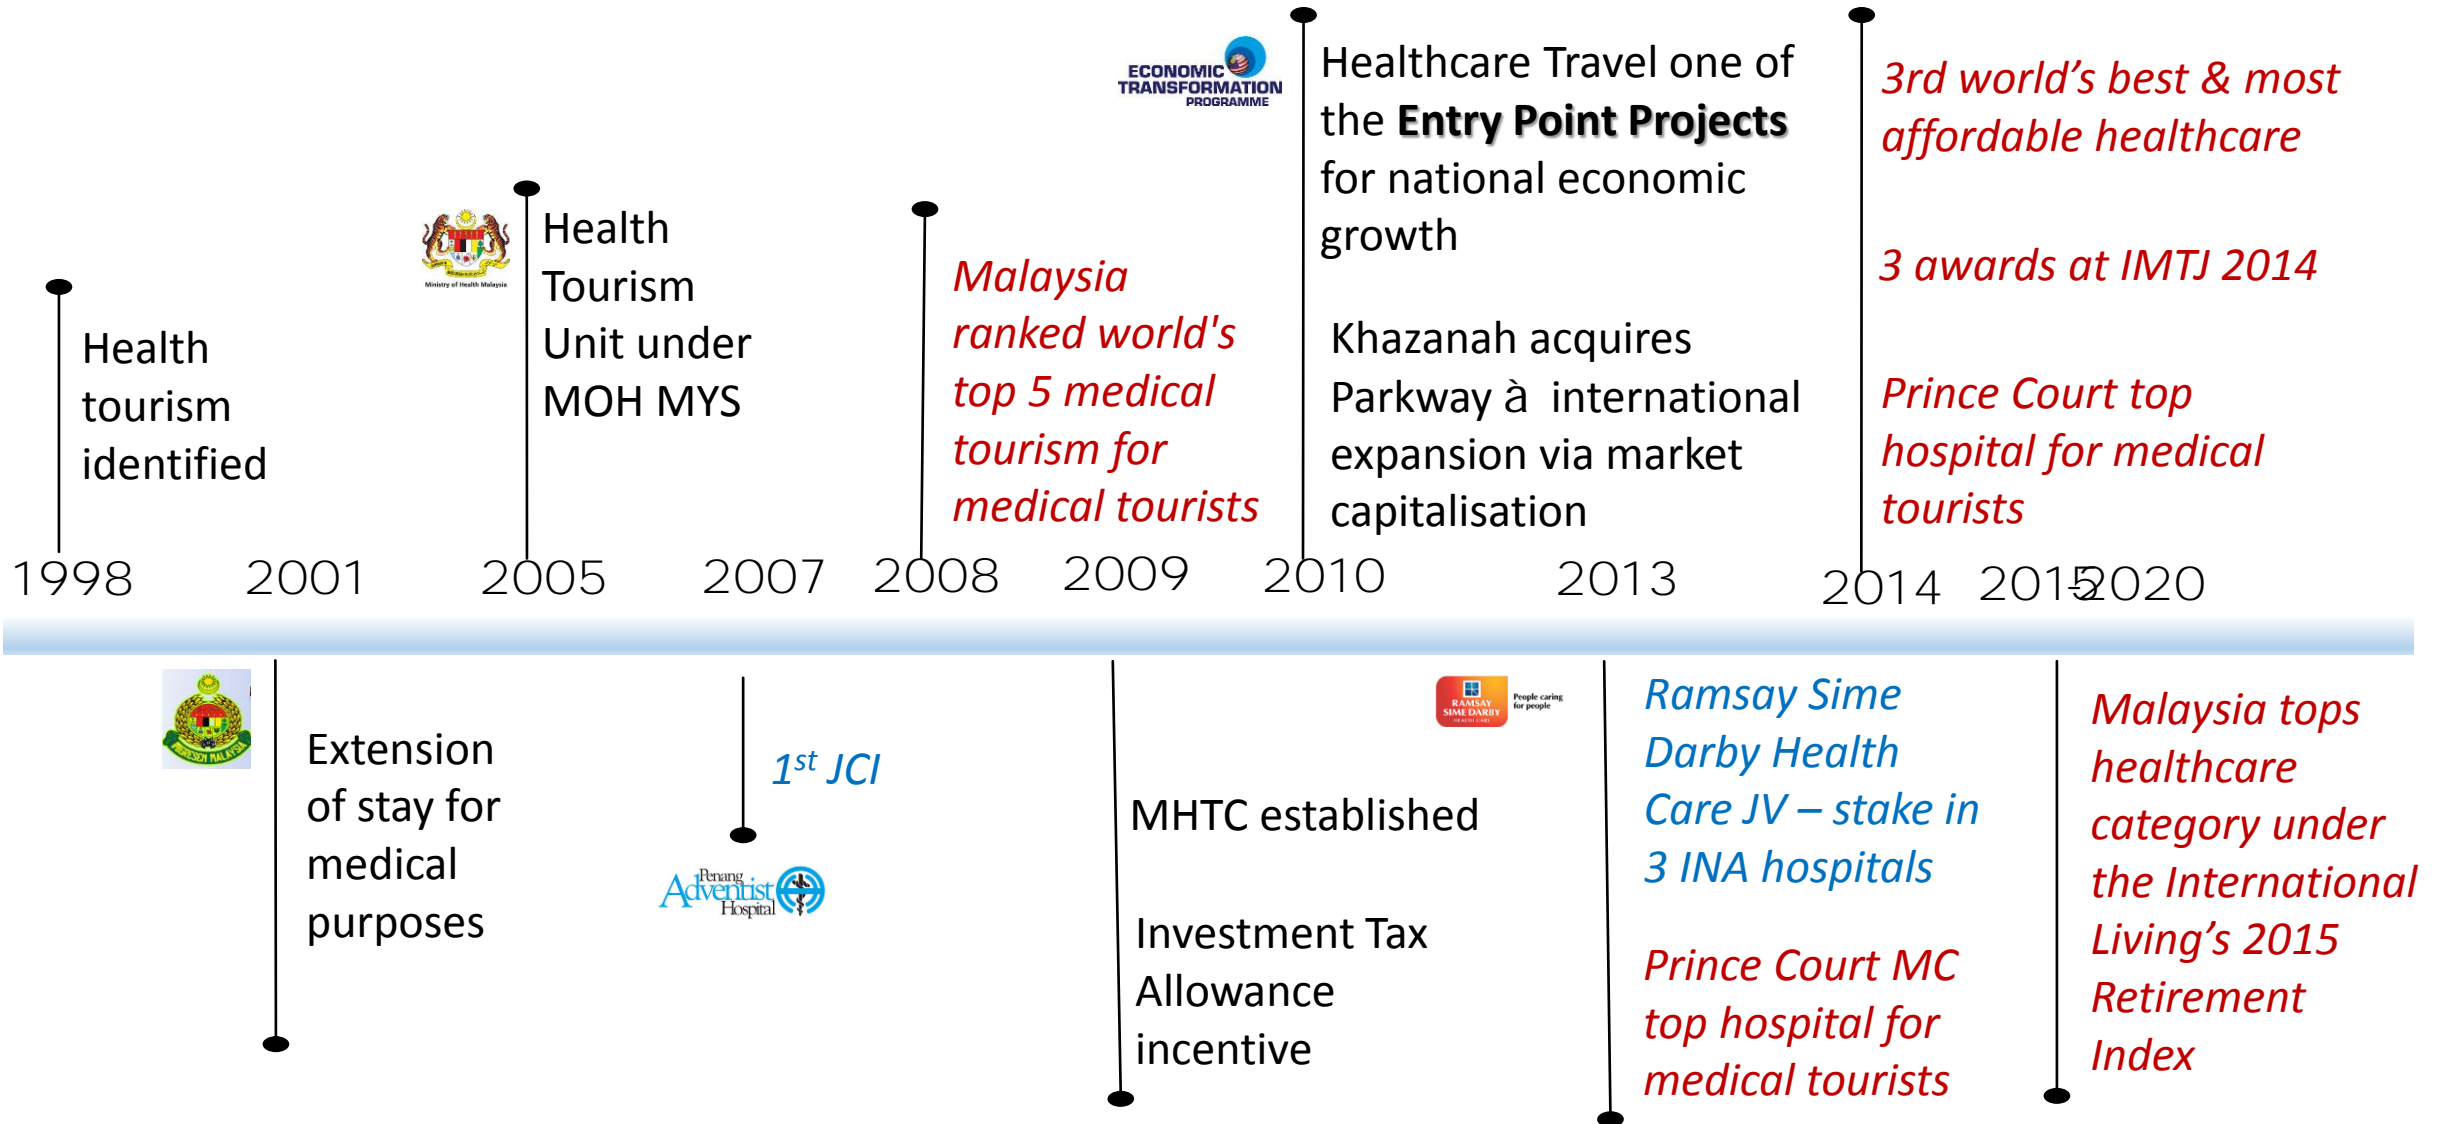 ECONOMIC
TRANSFORMATION
PROGRAMME
Healthcare Travel one of
the Entry Point Projects
for national economic
growth
Khazanah acquires
Parkway à international
expansion via market
capitalisation
3rd world’s best & most
affordable healthcare
3 awards at IMTJ 2014
Prince Court top
hospital for medical
tourists
Ministry of Health Malaysia
Health
Tourism
Unit under
MOH MYS
Malaysia
ranked world's
top 5 medical
tourism for
medical tourists
Health
tourism
identified
1998 2001 2005 2007 2008 2009 2010 2013 2014 2015-2020
Extension
of stay for
medical
purposes
1st JCI
Penang
Adventist
Hospital
MHTC established
Investment Tax
Allowance
incentive
RAMSAY
SIME DARBY
HEALTH CARE
People caring
for people
Ramsay Sime
Darby Health
Care JV – stake in
3 INA hospitals
Prince Court MC
top hospital for
medical tourists
Malaysia tops
healthcare
category under
the International
Living’s 2015
Retirement
Index